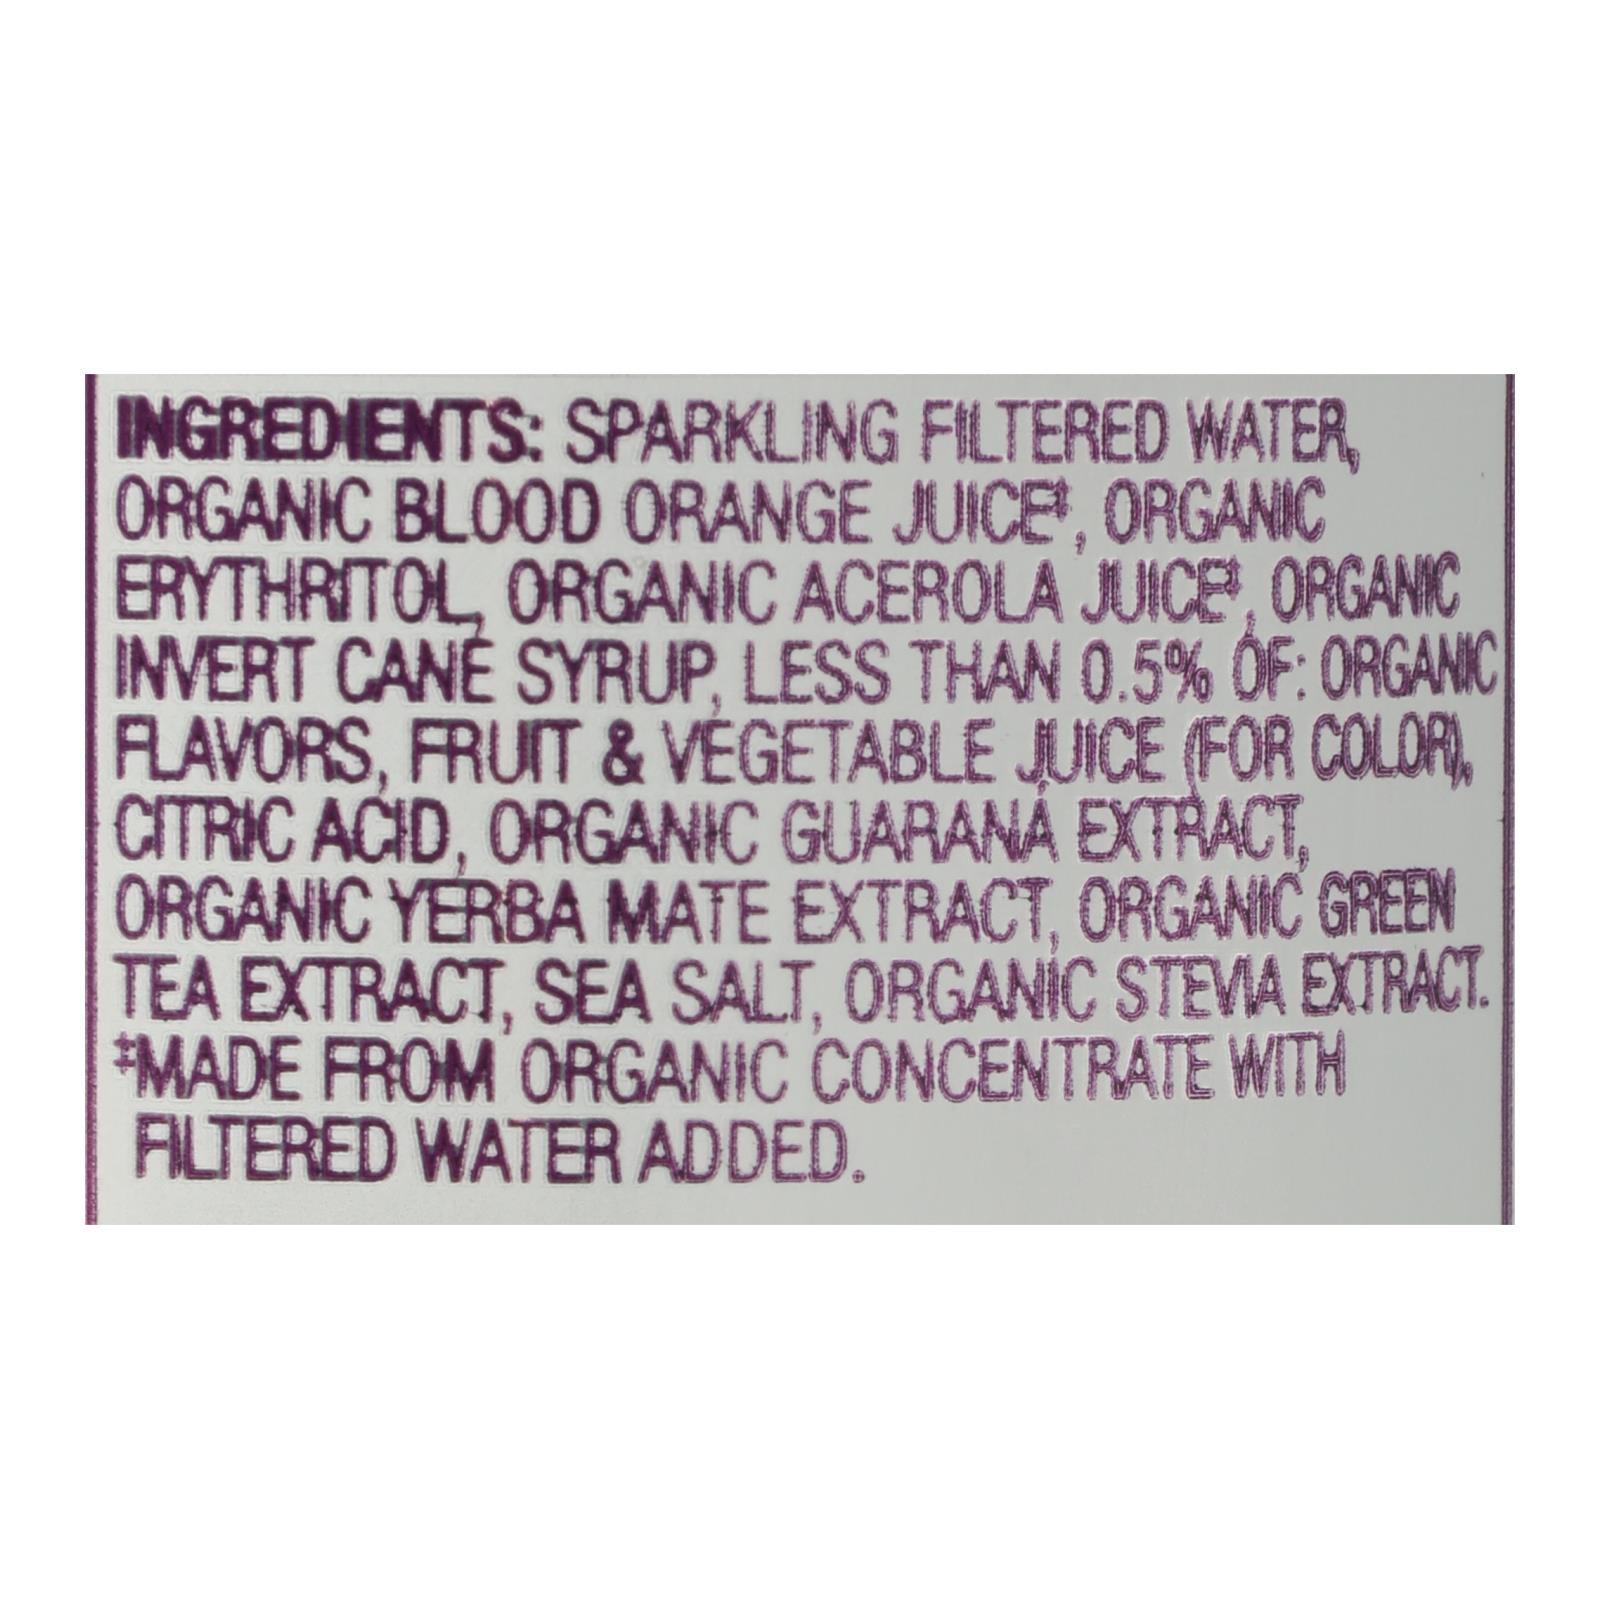 INGREDIENTS: SPARKLING FILTERED WATER,
ORGANIC BLOOD ORANGE JUICE‡, ORGANIC
ERYTHRITOL, ORGANIC ACEROLA JUICE‡, ORGANIC
INVERT CANE SYRUP, LESS THAN 0.5% OF: ORGANIC
FLAVORS, FRUIT & VEGETABLE JUICE (FOR COLOR),
CITRIC ACID, ORGANIC GUARANÁ EXTRACT,
ORGANIC YERBA MATE EXTRACT, ORGANIC GREEN
TEA EXTRACT, SEA SALT, ORGANIC STEVIA EXTRACT.
‡MADE FROM ORGANIC CONCENTRATE WITH
FILTERED WATER ADDED.